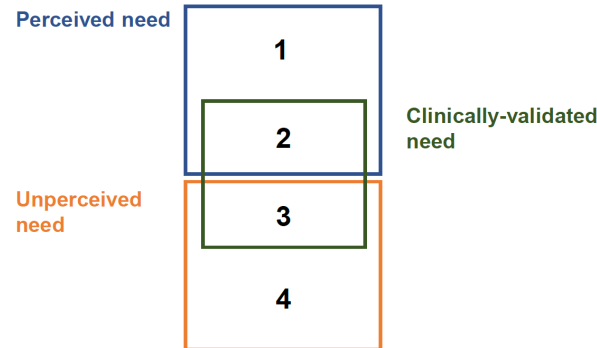 Perceived need
1
Clinically-validated
need
2
Unperceived
need
3
4